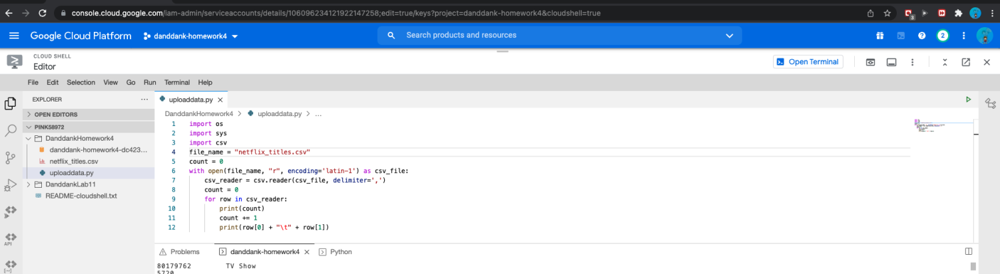 console.cloud.google.com/iam-admin/serviceaccounts/details/106096234121922147258;edit=true/keys?project=danddank-homework4&cloudshell=true
3
Google Cloud Platform danddank-homework4 Search products and resources 2
CLOUD SHELL
Editor
Open Terminal
File Edit Selection View Go Run Terminal Help
EXPLORER ...
OPEN EDITORS
PINK58972
DanddankHomework4
danddank-homework4-dc423...
netflix_titles.csv
uploaddata.py
DanddankLab11
README-cloudshell.txt
API
uploaddata.py
DanddankHomework4 > uploaddata.py > ...
1 import os
2 import sys
3 import csv
4 file_name = "netflix_titles.csv"
5 count = 0
6 with open(file_name, "r", encoding='latin-1') as csv_file:
7 csv_reader = csv.reader(csv_file, delimiter=',')
8 count = 0
9 for row in csv_reader:
10 print(count)
11 count += 1
12 print(row[0] + "\t" + row[1])
Problems danddank-homework4 Python
80179762 TV Show
5720